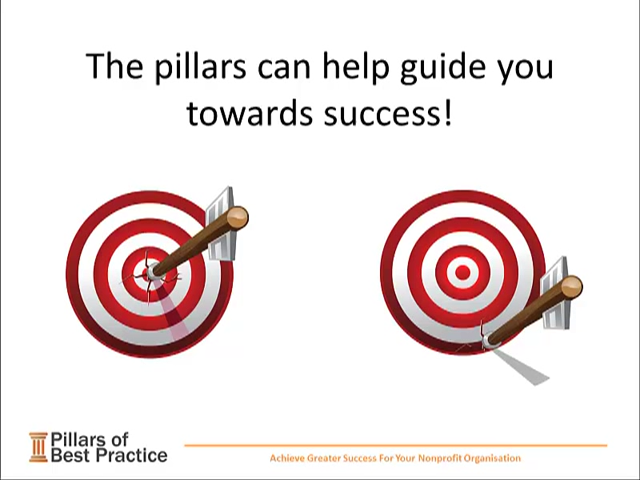 The pillars can help guide you
towards success!
Pillars of
Best Practice
Achieve Greater Success For Your Nonprofit Organisation